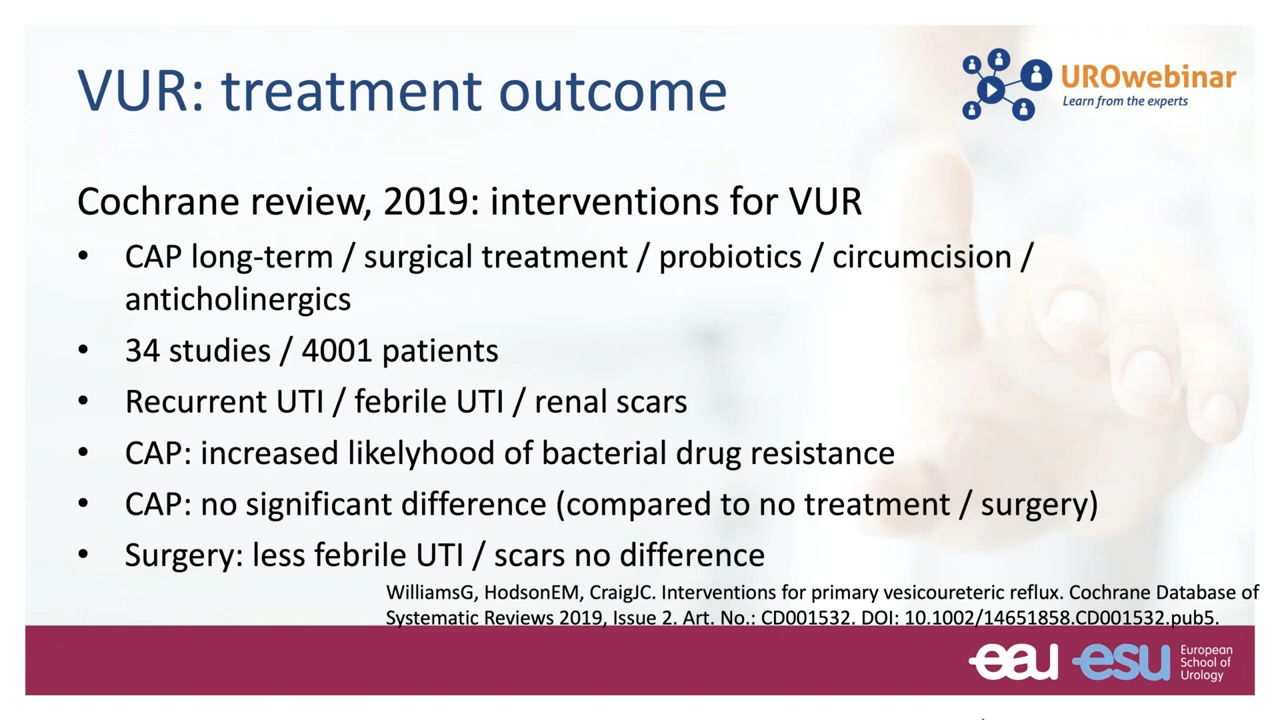 VUR: treatment outcome
UROwebinar
Learn from the experts
Cochrane review, 2019: interventions for VUR
• CAP long-term / surgical treatment / probiotics / circumcision /
anticholinergics
• 34 studies / 4001 patients
• Recurrent UTI / febrile UTI / renal scars
• CAP: increased likelyhood of bacterial drug resistance
• CAP: no significant difference (compared to no treatment / surgery)
• Surgery: less febrile UTI / scars no difference
WilliamsG, HodsonEM, CraigJC. Interventions for primary vesicoureteric reflux. Cochrane Database of
Systematic Reviews 2019, Issue 2. Art. No.: CD001532. DOI: 10.1002/14651858.CD001532.pub5.
eau esu
European
School of
Urology